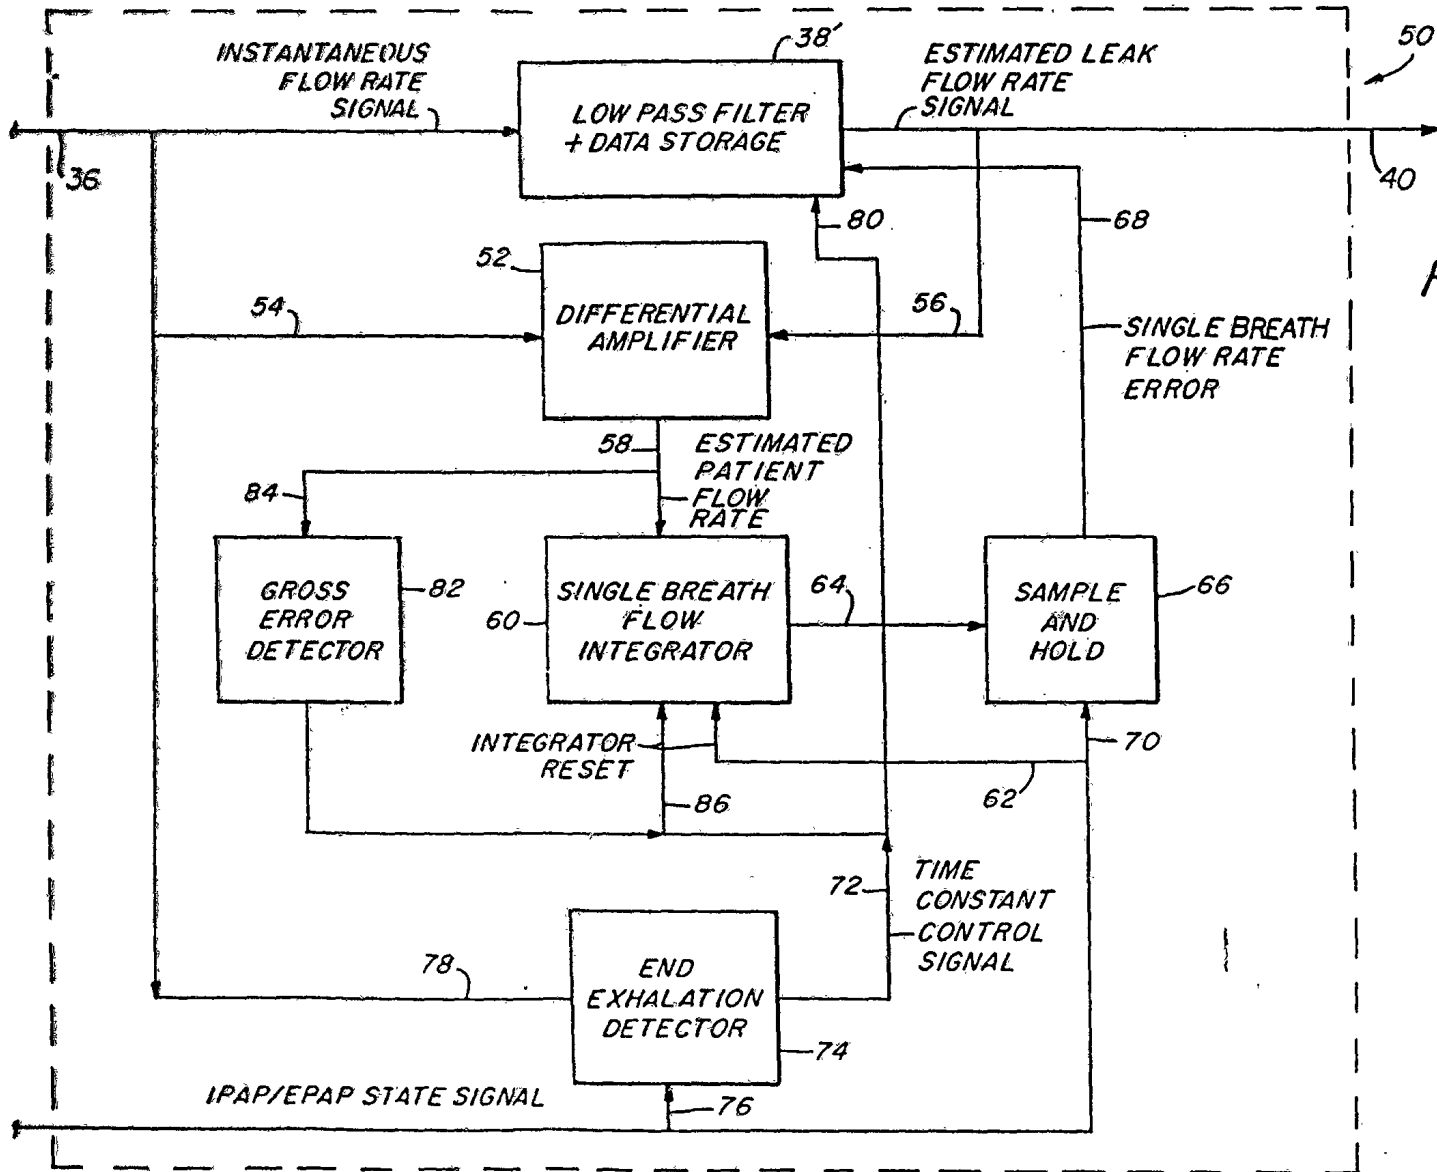 38'
INSTANTANEOUS
FLOW RATE
SIGNAL
ESTIMATED LEAK
FLOW RATE
SIGNAL
50
LOW PASS FILTER
+ DATA STORAGE
36
40
80
68
52
54
56
DIFFERENTIAL
AMPLIFIER
SINGLE BREATH
FLOW RATE
ERROR
58
ESTIMATED
PATIENT
FLOW
RATE
84
GROSS
ERROR
DETECTOR
82
60
SINGLE BREATH
FLOW
INTEGRATOR
64
SAMPLE
AND
HOLD
66
INTEGRATOR
RESET
86
62
70
72
TIME
CONSTANT
CONTROL
SIGNAL
78
END
EXHALATION
DETECTOR
74
IPAP/EPAP STATE SIGNAL
76